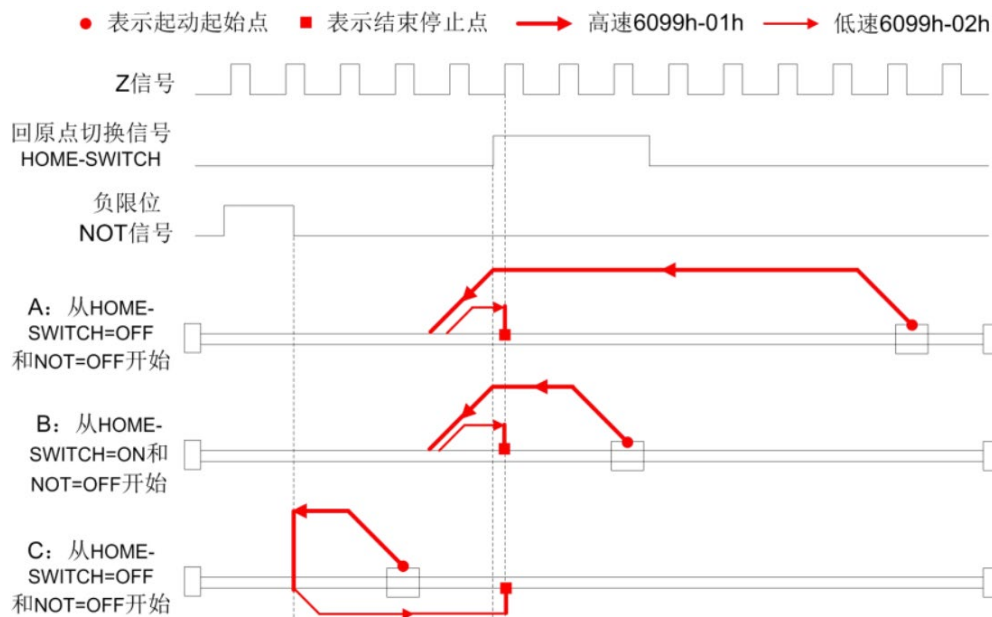 表示起动起始点 表示结束停止点 高速6099h-01h 低速6099h-02h
Z信号
回原点切换信号
HOME-SWITCH
负限位
NOT信号
A：从HOME-
SWITCH=OFF
和NOT=OFF开始
B：从HOME-
SWITCH=ON和
NOT=OFF开始
C：从HOME-
SWITCH=OFF
和NOT=OFF开始